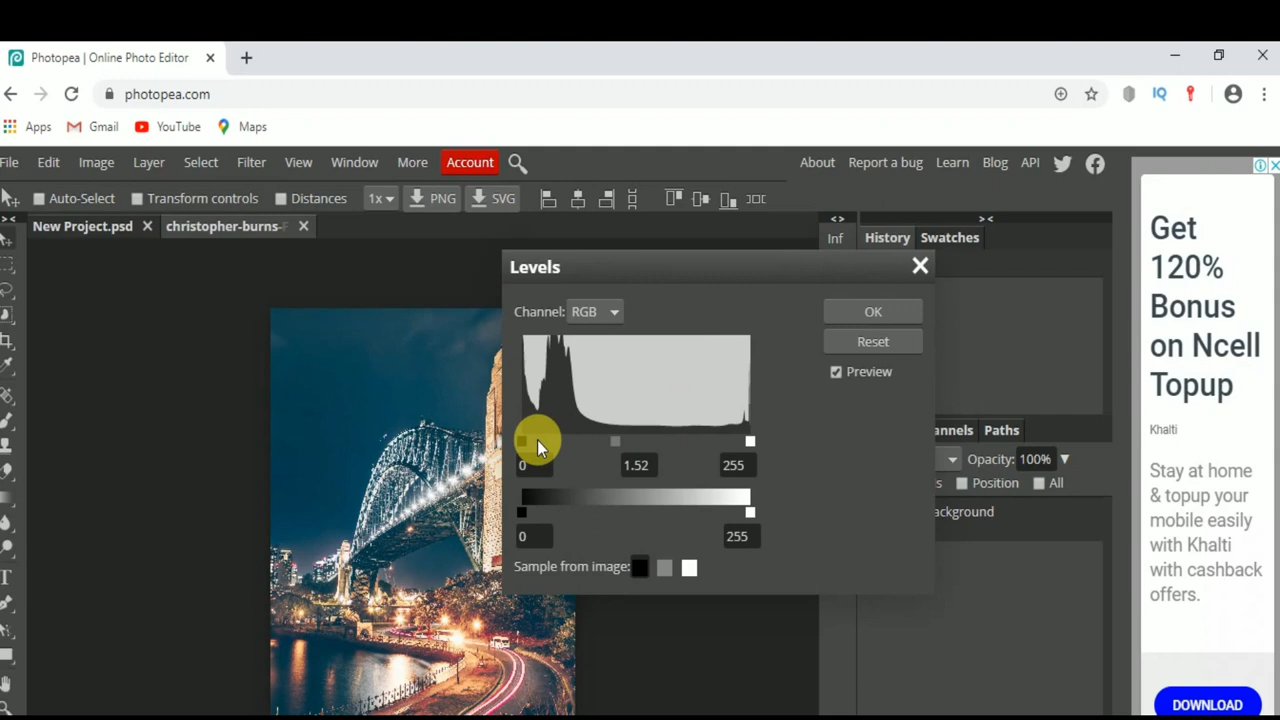 Photopea | Online Photo Editor
photopea.com
Apps Gmail YouTube Maps
File Edit Image Layer Select Filter View Window More Account About Report a bug Learn Blog API
Auto-Select Transform controls Distances 1x PNG SVG
New Project.psd christopher-burns-
Inf History Swatches
Levels
Channel: RGB
OK
Reset
Preview
0 1.52 255
0 255
Sample from image:
annels Paths
Opacity: 100%
s Position All
ackground
Get
120%
Bonus
on Ncell
Topup
Khalti
Stay at home
& topup your
mobile easily
with Khalti
with cashback
offers.
DOWNLOAD